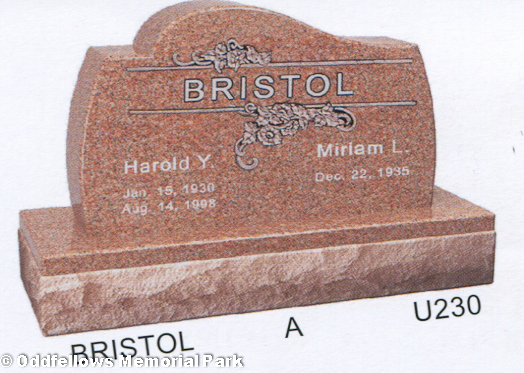 BRISTOL
Harold Y.
Jan. 15, 1930
Aug. 14, 1998
Miriam L.
Dec. 22, 1935
BRISTOL A U230
© Oddfellows Memorial Park